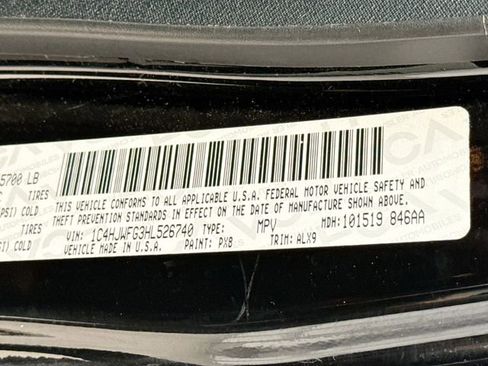 5700 LB
TIRES
THIS VEHICLE CONFORMS TO ALL APPLICABLE U.S.A. FEDERAL MOTOR VEHICLE SAFETY AND
PSI) COLD THEFT PREVENTION STANDARDS IN EFFECT ON THE DATE OF MANUFACTURE SHOWN ABOVE.
TIRES VIN: 1C4HJWFG3HL526740 TYPE: MPV MDH: 101519 846AA
PSI) COLD VEHICLE MADE IN U.S.A. PAINT: PX8 TRIM: ALX9